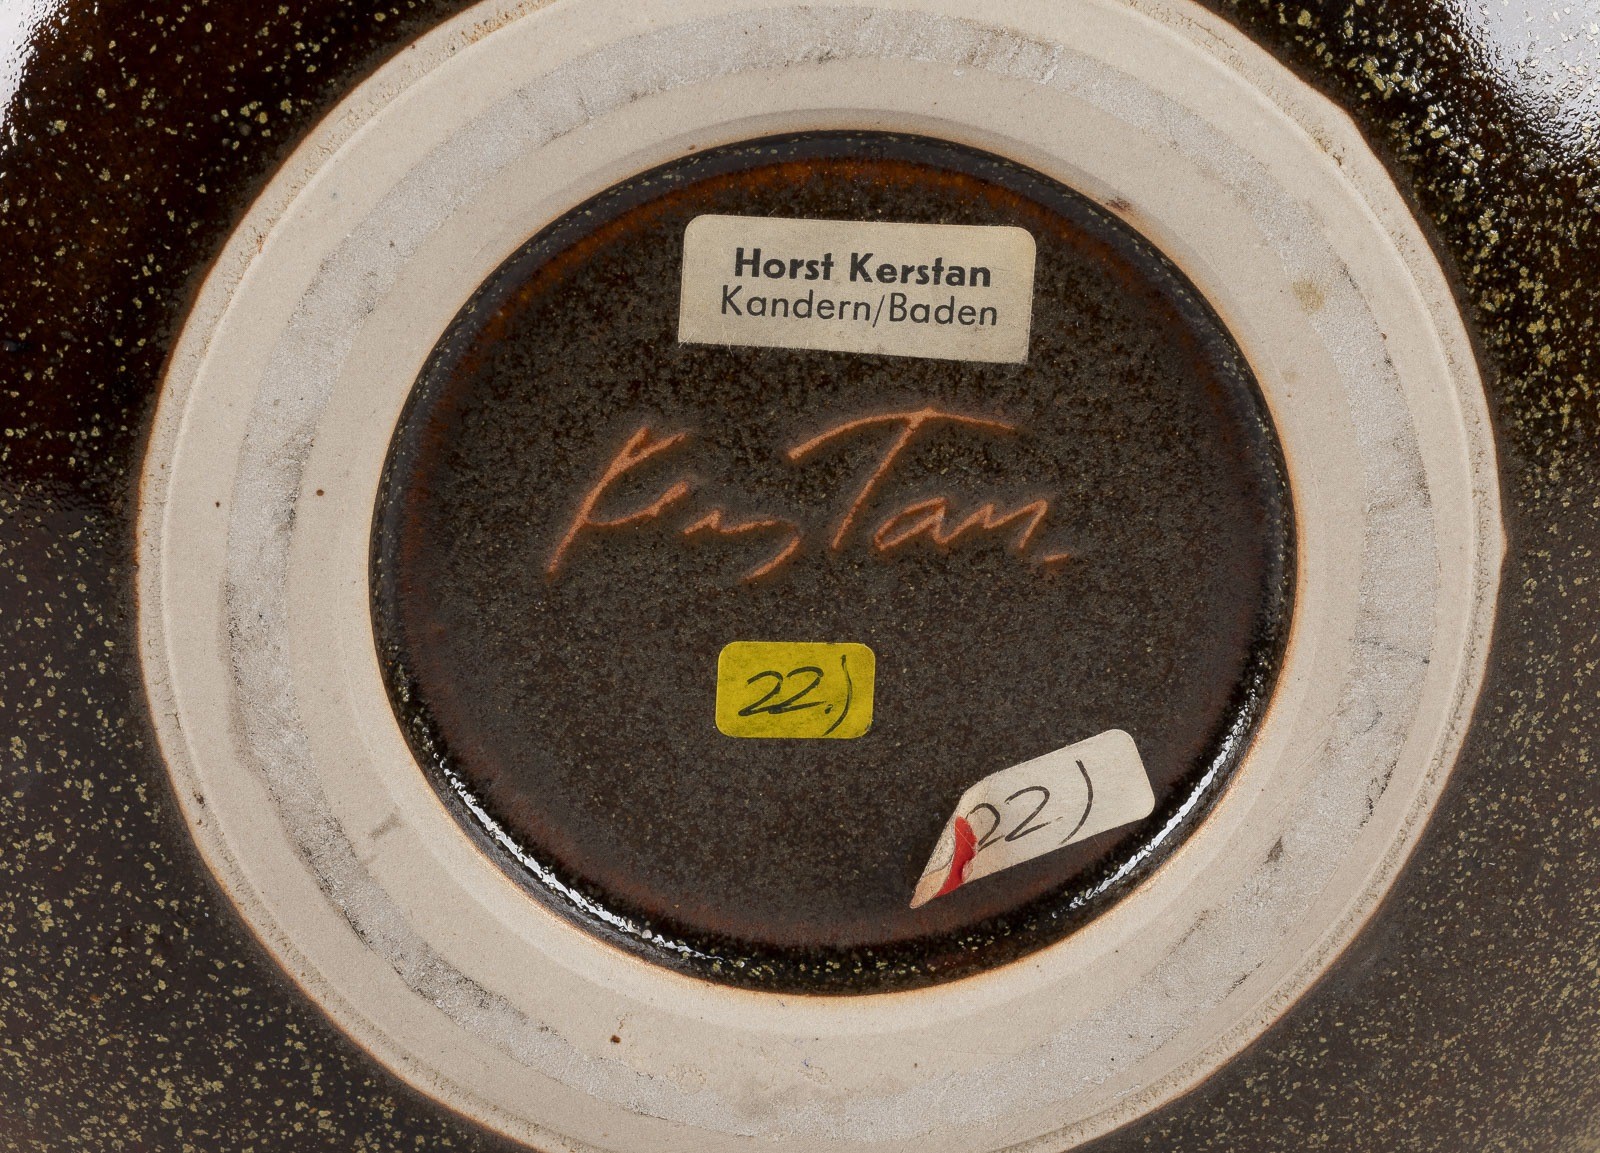 Horst Kerstan
Kandern/Baden
KersTan.
22.)
22.)